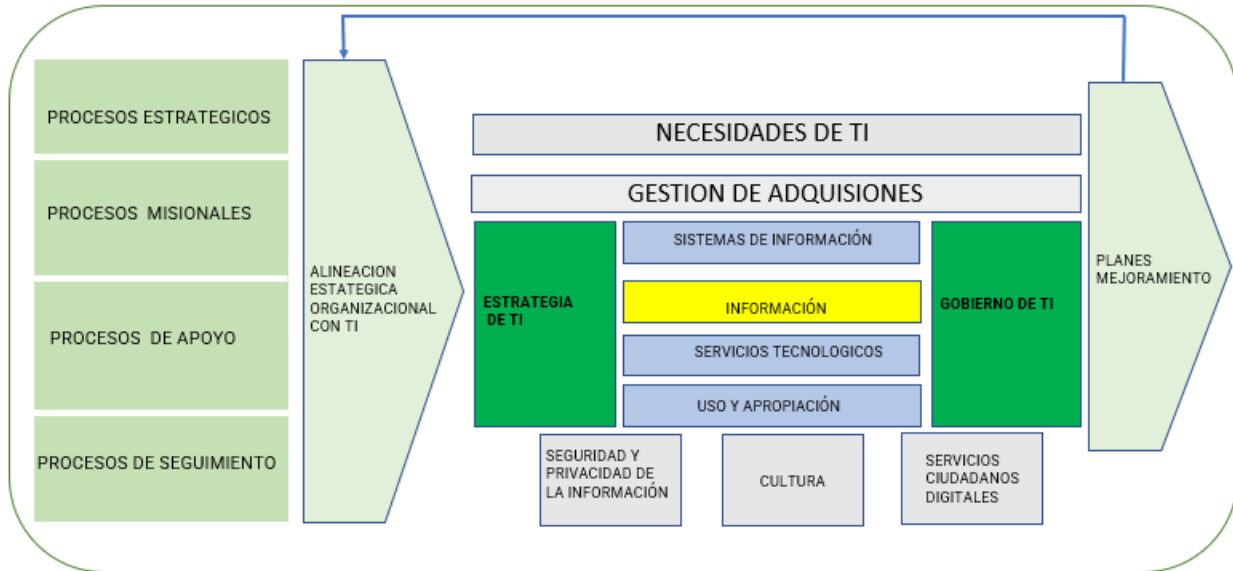 PROCESOS ESTRATEGICOS
PROCESOS MISIONALES
PROCESOS DE APOYO
PROCESOS DE SEGUIMIENTO
ALINEACION
ESTATEGICA
ORGANIZACIONAL
CON TI
NECESIDADES DE TI
GESTION DE ADQUISIONES
ESTRATEGIA
DE TI
SISTEMAS DE INFORMACIÓN
INFORMACIÓN
SERVICIOS TECNOLOGICOS
USO Y APROPIACIÓN
GOBIERNO DE TI
SEGURIDAD Y
PRIVACIDAD DE
LA INFORMACIÓN
CULTURA
SERVICIOS
CIUDADANOS
DIGITALES
PLANES
MEJORAMIENTO